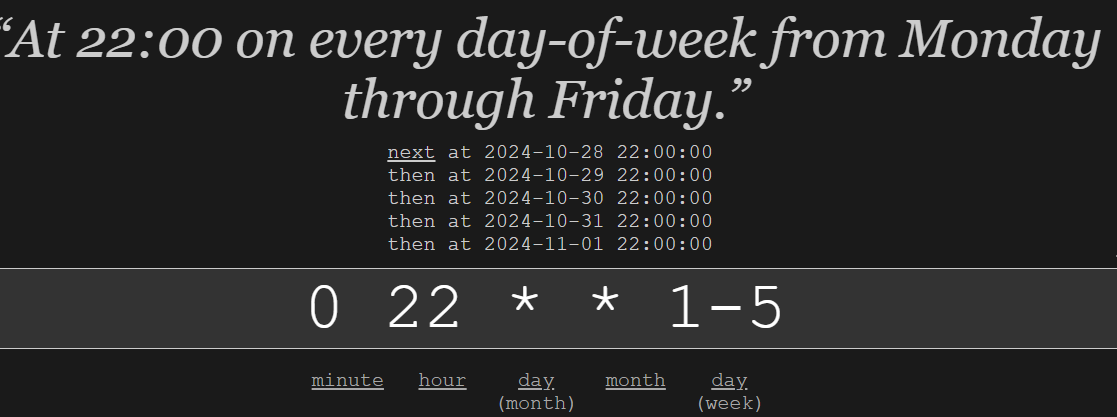 “At 22:00 on every day-of-week from Monday
through Friday.”
next at 2024-10-28 22:00:00
then at 2024-10-29 22:00:00
then at 2024-10-30 22:00:00
then at 2024-10-31 22:00:00
then at 2024-11-01 22:00:00
0 22 * * 1-5
minute hour day month day
(month) (week)